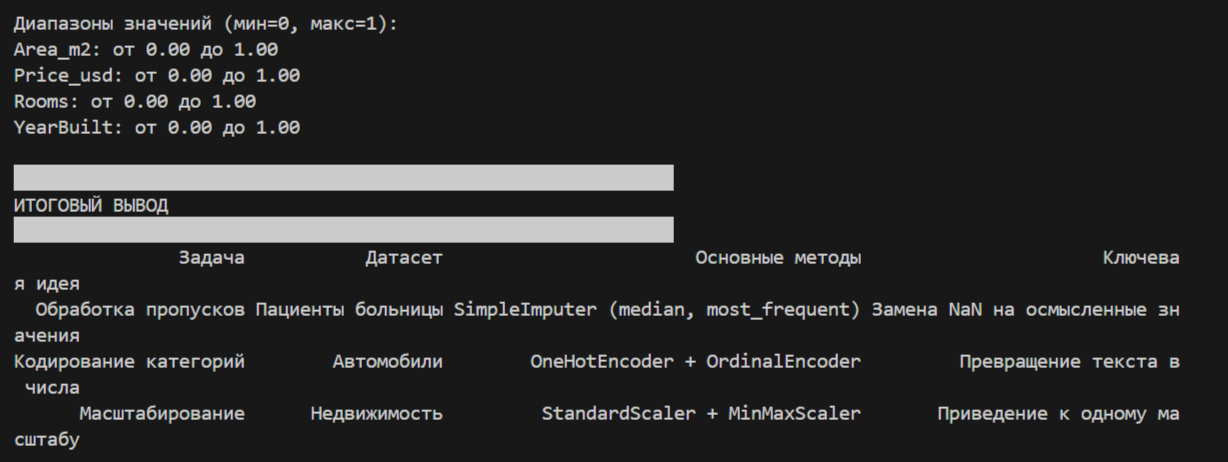 Диапазоны значений (мин=0, макс=1):
Area_m2: от 0.00 до 1.00
Price_usd: от 0.00 до 1.00
Rooms: от 0.00 до 1.00
YearBuilt: от 0.00 до 1.00
ИТОГОВЫЙ ВЫВОД
Задача Датасет Основные методы Ключева
я идея
Обработка пропусков Пациенты больницы SimpleImputer (median, most_frequent) Замена NaN на осмысленные зн
ачения
Кодирование категорий Автомобили OneHotEncoder + OrdinalEncoder Превращение текста в
числа
Масштабирование Недвижимость StandardScaler + MinMaxScaler Приведение к одному ма
сштабу